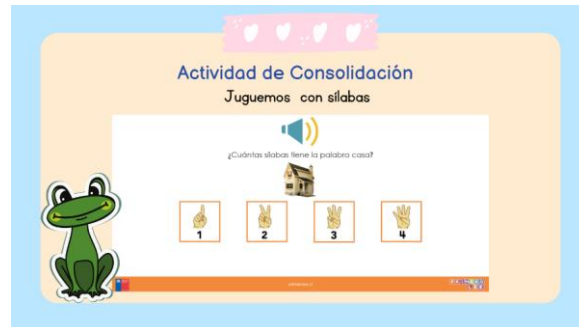 Actividad de Consolidación
Juguemos con sílabas
¿Cuántas sílabas tiene la palabra casa?
1 2 3 4